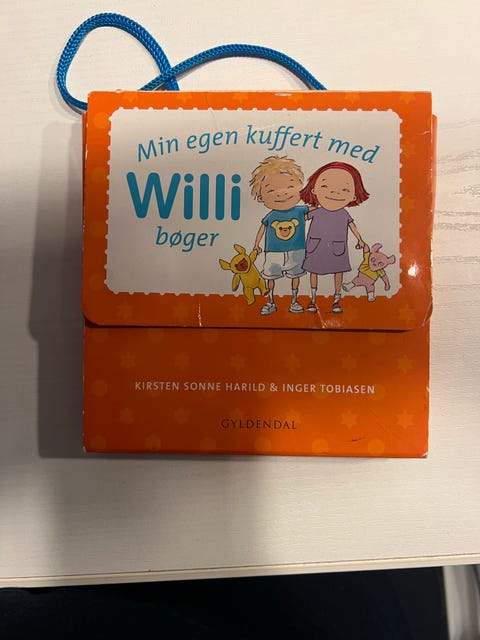 Min egen kuffert med
Willi
bøger
KIRSTEN SONNE HARILD & INGER TOBIASEN
GYLDENDAL